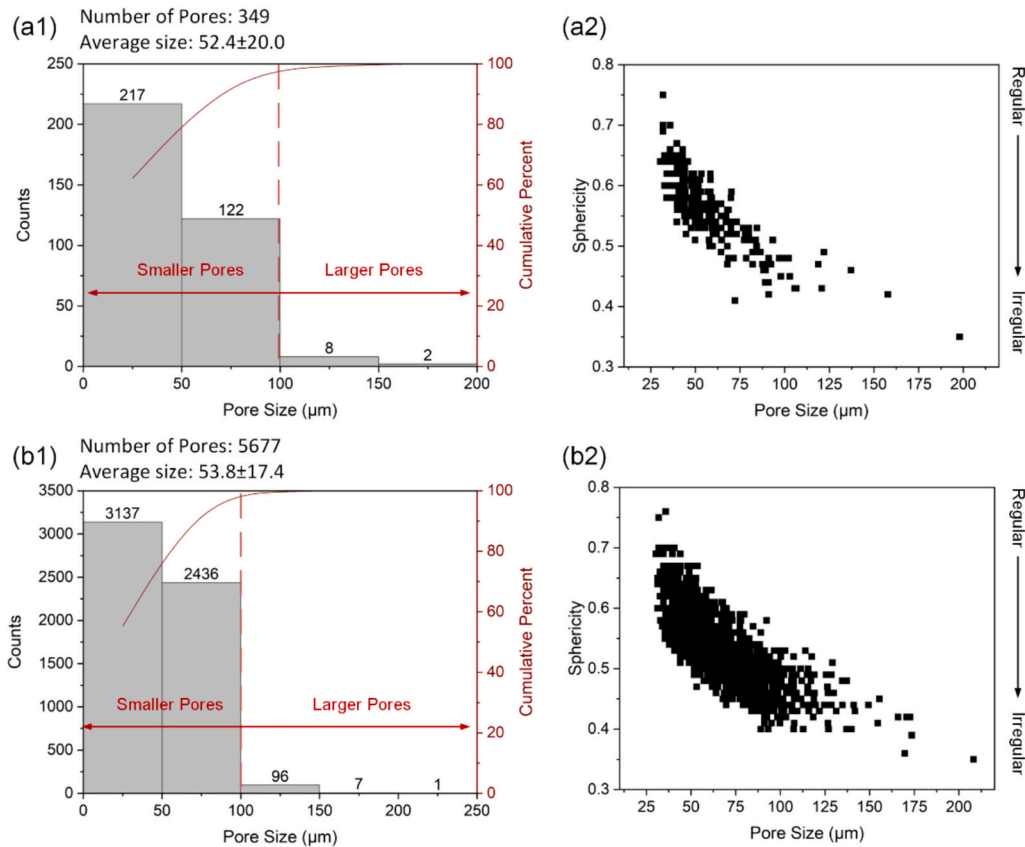 (a1)
Number of Pores: 349
Average size: 52.4±20.0
250
200
150
100
50
0
Counts
217
122
8
2
Smaller Pores
Larger Pores
100
80
60
40
20
0
Cumulative Percent
0 50 100 150 200
Pore Size (µm)
(a2)
0.8
0.7
0.6
0.5
0.4
0.3
Sphericity
Regular
Irregular
25 50 75 100 125 150 175 200
Pore Size (µm)
(b1)
Number of Pores: 5677
Average size: 53.8±17.4
3500
3000
2500
2000
1500
1000
500
0
Counts
3137
2436
96
7
1
Smaller Pores
Larger Pores
100
80
60
40
20
0
Cumulative Percent
0 50 100 150 200 250
Pore Size (µm)
(b2)
0.8
0.7
0.6
0.5
0.4
0.3
Sphericity
Regular
Irregular
25 50 75 100 125 150 175 200
Pore Size (µm)